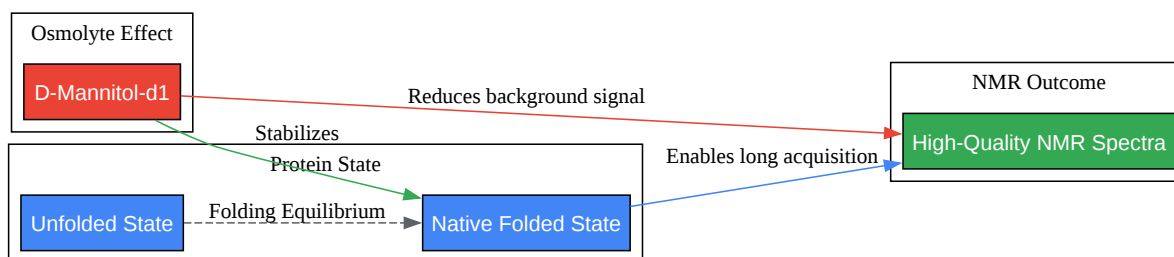 Osmolyte Effect
D-Mannitol-d1
Reduces background signal
NMR Outcome
High-Quality NMR Spectra
Stabilizes
Enables long acquisition
Protein State
Unfolded State
Folding Equilibrium
Native Folded State